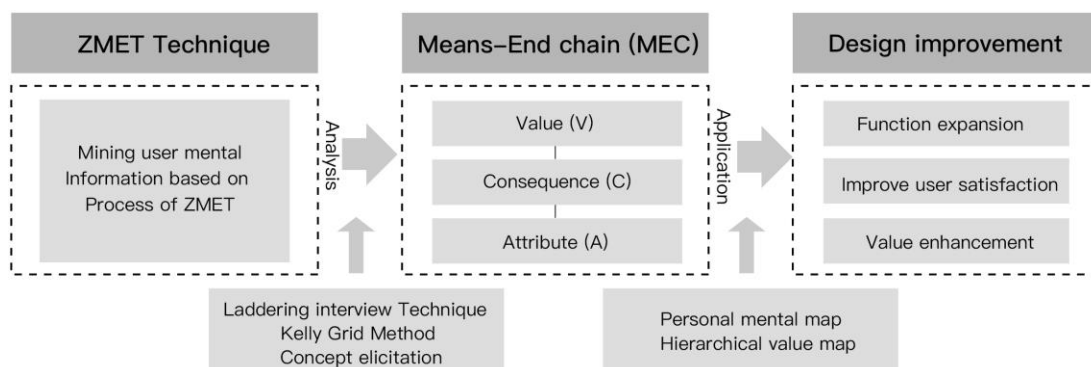 ZMET Technique
Mining user mental
Information based on
Process of ZMET
Analysis
Laddering interview Technique
Kelly Grid Method
Concept elicitation
Means-End chain (MEC)
Value (V)
Consequence (C)
Attribute (A)
Application
Personal mental map
Hierarchical value map
Design improvement
Function expansion
Improve user satisfaction
Value enhancement